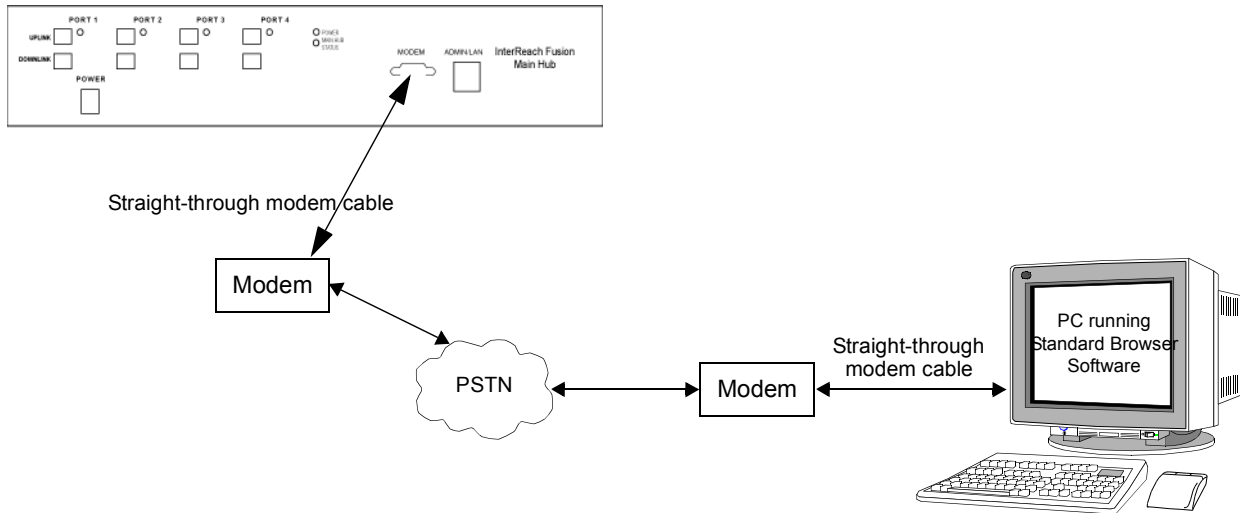 PORT 1 PORT 2 PORT 3 PORT 4
UPLINK
POWER
MAIN HUB
STATUS
DOWNLINK
POWER
MODEM
ADMIN/LAN
InterReach Fusion
Main Hub
Straight-through modem cable
Modem
PSTN
Modem
Straight-through
modem cable
PC running
Standard Browser
Software